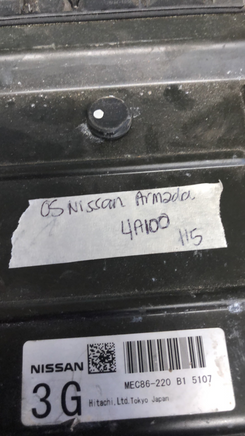 05 Nissan Armada
4A100
115
NISSAN
MEC86-220 B1 5107
3G
Hitachi,Ltd.Tokyo Japan